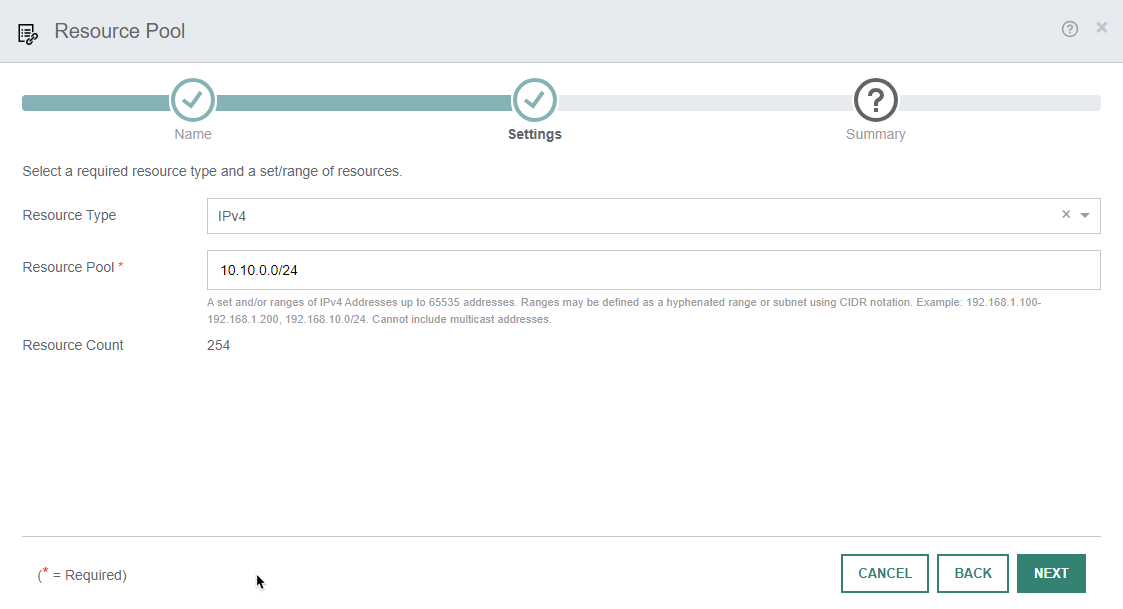 Resource Pool
Name
Settings
Summary
Select a required resource type and a set/range of resources.
Resource Type
IPv4
Resource Pool *
10.10.0.0/24
A set and/or ranges of IPv4 Addresses up to 65535 addresses. Ranges may be defined as a hyphenated range or subnet using CIDR notation. Example: 192.168.1.100-
192.168.1.200, 192.168.10.0/24. Cannot include multicast addresses.
Resource Count
254
(* = Required)
CANCEL
BACK
NEXT